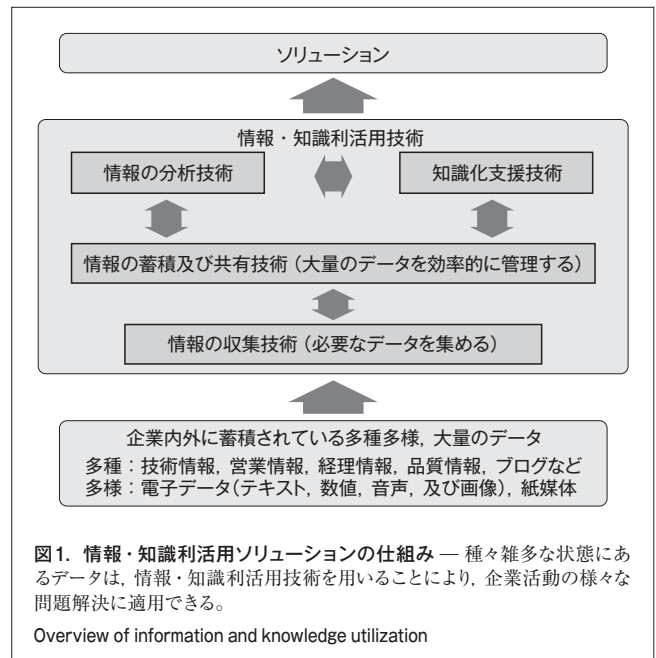 ソリューション
情報・知識利活用技術
情報の分析技術
知識化支援技術
情報の蓄積及び共有技術（大量のデータを効率的に管理する）
情報の収集技術（必要なデータを集める）
企業内外に蓄積されている多種多様，大量のデータ
多種：技術情報，営業情報，経理情報，品質情報，ブログなど
多様：電子データ（テキスト，数値，音声，及び画像），紙媒体
図1．情報・知識利活用ソリューションの仕組み — 種々雑多な状態にあ
るデータは，情報・知識利活用技術を用いることにより，企業活動の様々な
問題解決に適用できる。
Overview of information and knowledge utilization